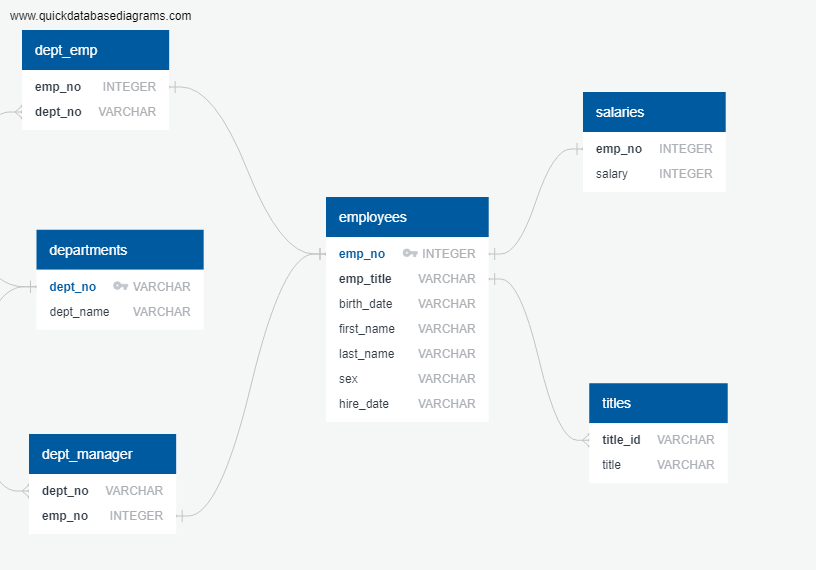 www.quickdatabasediagrams.com
dept_emp
emp_no INTEGER
dept_no VARCHAR
departments
dept_no VARCHAR
dept_name VARCHAR
dept_manager
dept_no VARCHAR
emp_no INTEGER
employees
emp_no INTEGER
emp_title VARCHAR
birth_date VARCHAR
first_name VARCHAR
last_name VARCHAR
sex VARCHAR
hire_date VARCHAR
salaries
emp_no INTEGER
salary INTEGER
titles
title_id VARCHAR
title VARCHAR